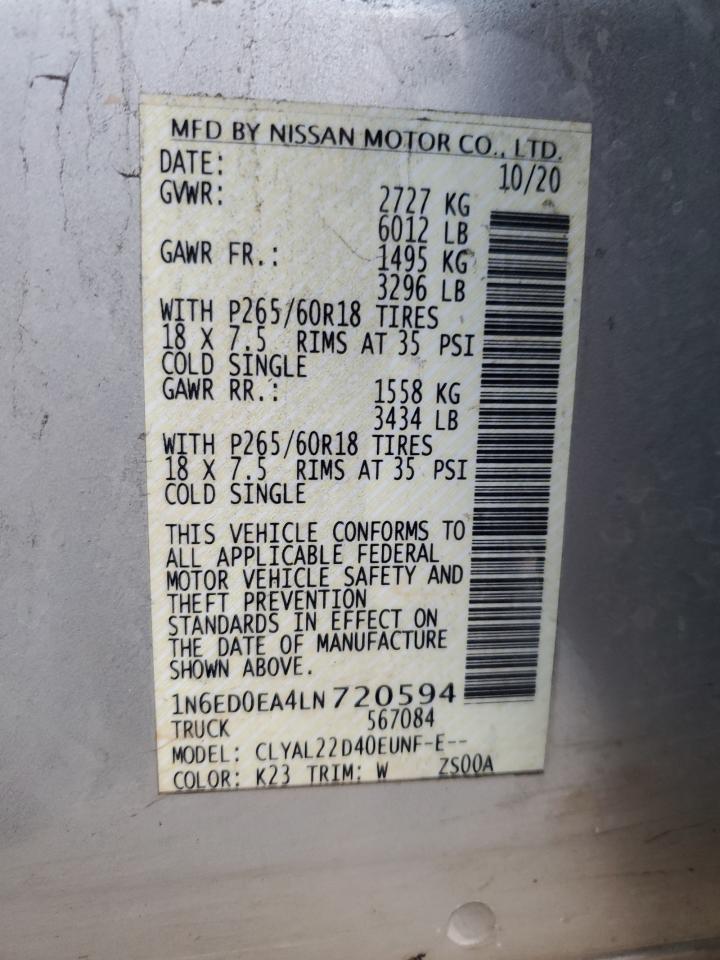 MFD BY NISSAN MOTOR CO., LTD.
DATE: 10/20
GVWR: 2727 KG
6012 LB
GAWR FR.: 1495 KG
3296 LB
WITH P265/60R18 TIRES
18 X 7.5 RIMS AT 35 PSI
COLD SINGLE
GAWR RR.: 1558 KG
3434 LB
WITH P265/60R18 TIRES
18 X 7.5 RIMS AT 35 PSI
COLD SINGLE
THIS VEHICLE CONFORMS TO
ALL APPLICABLE FEDERAL
MOTOR VEHICLE SAFETY AND
THEFT PREVENTION
STANDARDS IN EFFECT ON
THE DATE OF MANUFACTURE
SHOWN ABOVE.
1N6ED0EA4LN720594
TRUCK 567084
MODEL: CLYAL22D40EUNF-E--
COLOR: K23 TRIM: W ZS00A